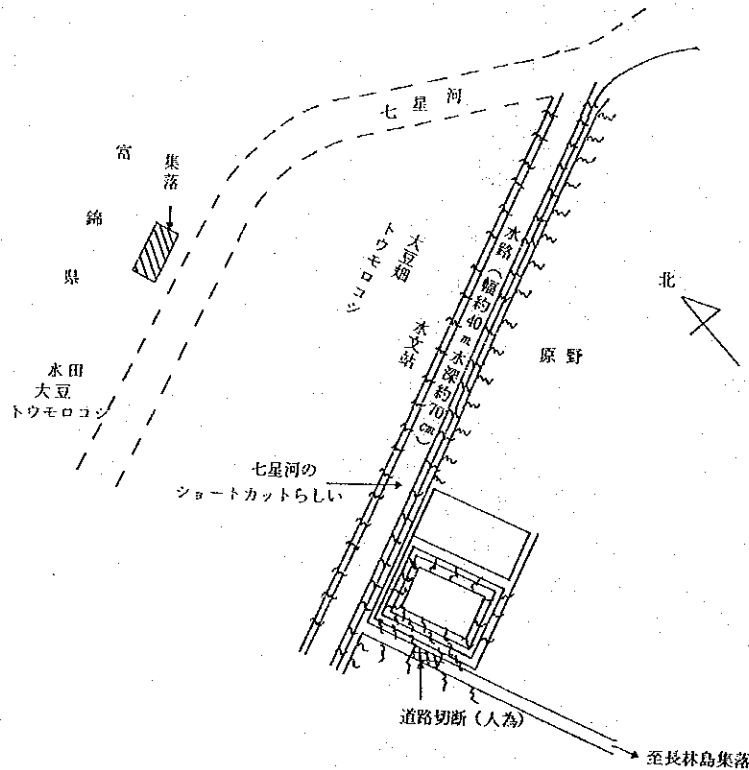 七星河
富錦県
集落
大豆畑
トウモロコシ
水文站
水路(幅約40m水深約70cm)
原野
北
水田
大豆
トウモロコシ
七星河の
ショートカットらしい
道路切断(人為)
至長林島集落